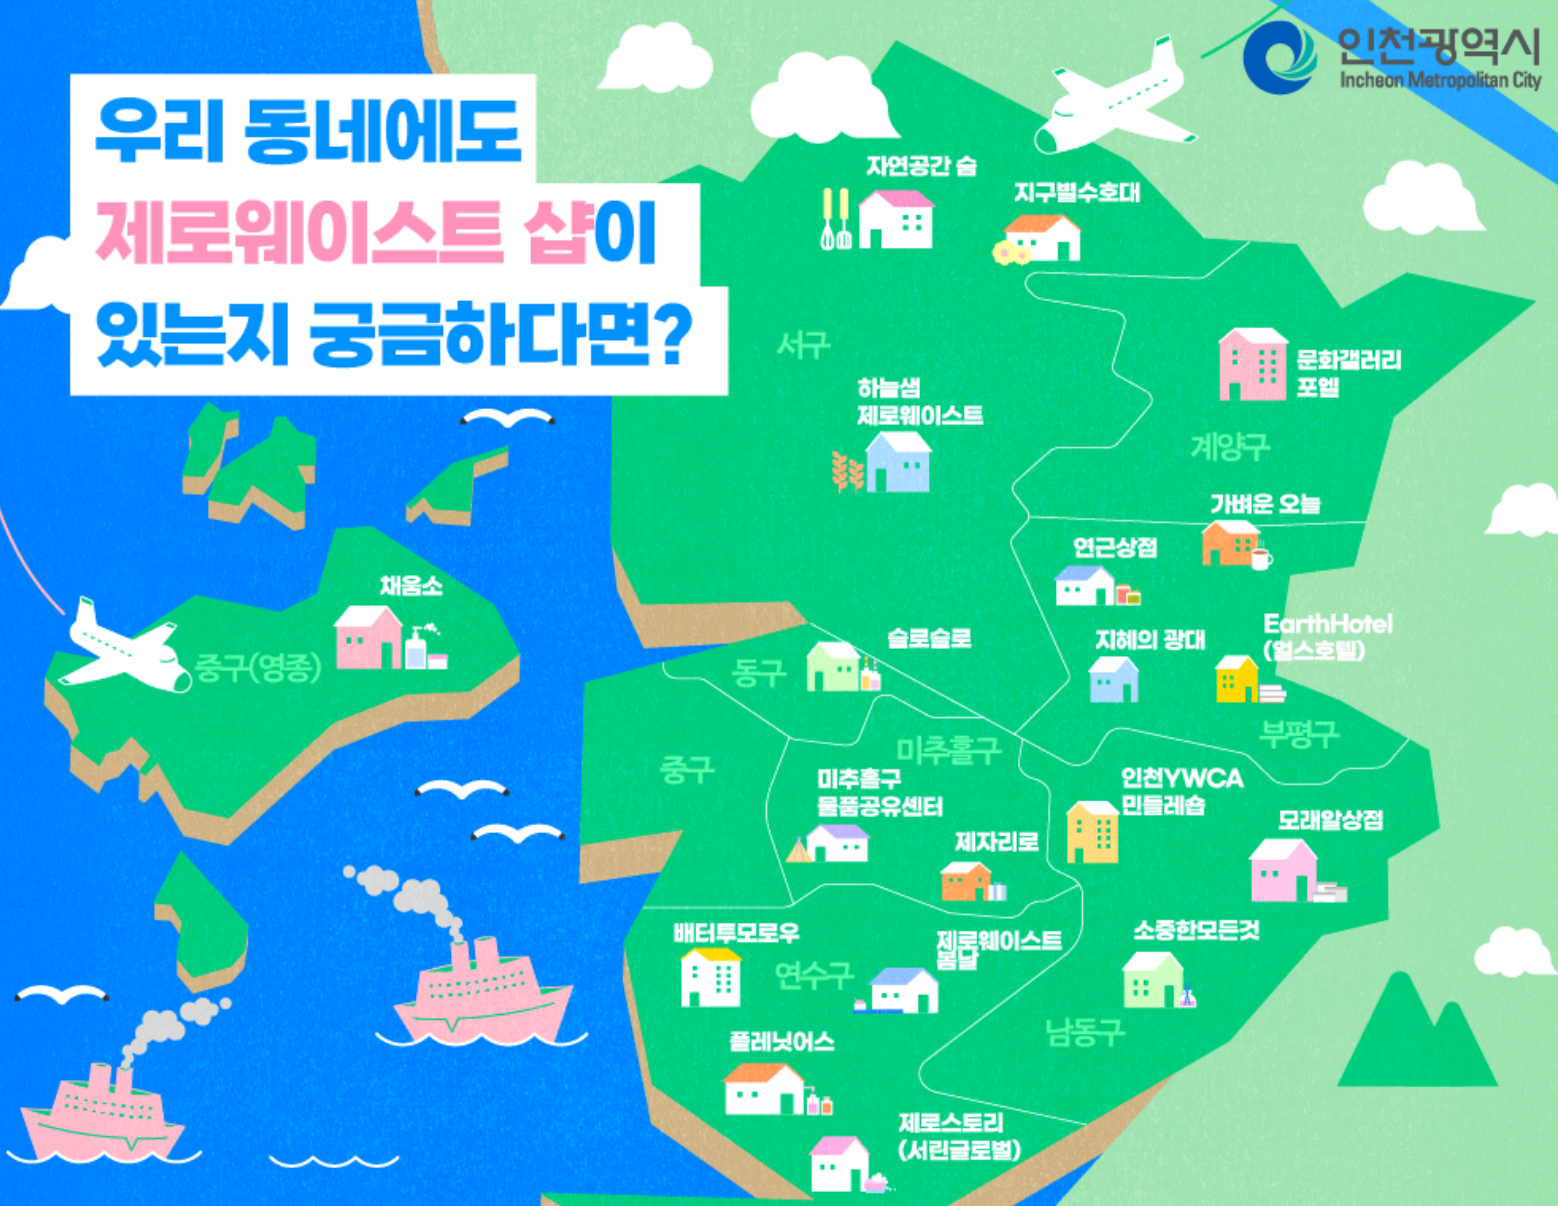 우리 동네에도
제로웨이스트 샵이
있는지 궁금하다면?
인천광역시
Incheon Metropolitan City
자연공간 숨
지구별수호대
서구
하늘샘
제로웨이스트
문화갤러리
포엘
계양구
가벼운 오늘
연근상점
채움소
중구(영종)
슬로슬로
동구
지혜의 광대
EarthHotel
(얼스호텔)
부평구
미추홀구
중구
미추홀구
물품공유센터
제자리로
인천YWCA
민들레숍
모래알상점
배터투모로우
연수구
제로웨이스트
봄달
소중한모든것
남동구
플레닛어스
제로스토리
(서린글로벌)